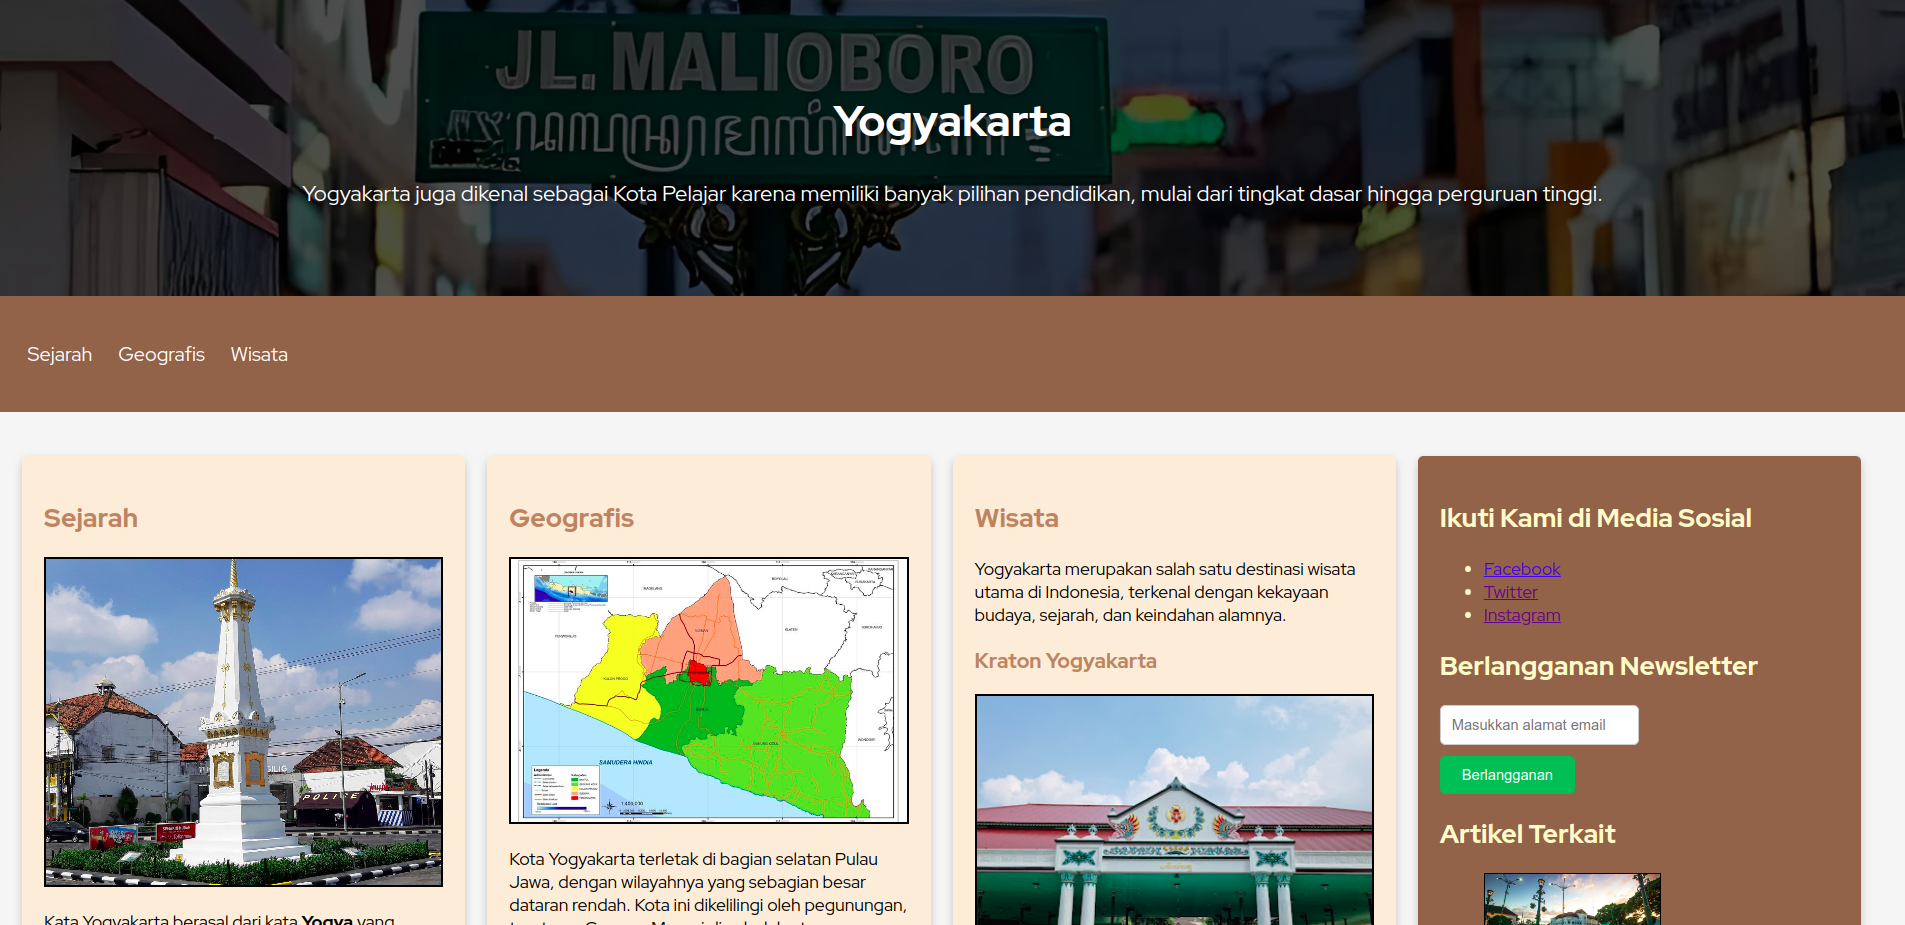 JL. MALIOBORO
Yogyakarta
Yogyakarta juga dikenal sebagai Kota Pelajar karena memiliki banyak pilihan pendidikan, mulai dari tingkat dasar hingga perguruan tinggi.
Sejarah Geografis Wisata
Sejarah
POLICE
Geografis
SAMUDERA HINDIA
Kota Yogyakarta terletak di bagian selatan Pulau
Jawa, dengan wilayahnya yang sebagian besar
dataran rendah. Kota ini dikelilingi oleh pegunungan,
Wisata
Yogyakarta merupakan salah satu destinasi wisata
utama di Indonesia, terkenal dengan kekayaan
budaya, sejarah, dan keindahan alamnya.
Kraton Yogyakarta
Ikuti Kami di Media Sosial
Facebook
Twitter
Instagram
Berlangganan Newsletter
Masukkan alamat email
Berlangganan
Artikel Terkait
Kata Yogyakarta berasal dari kata Yogya yang